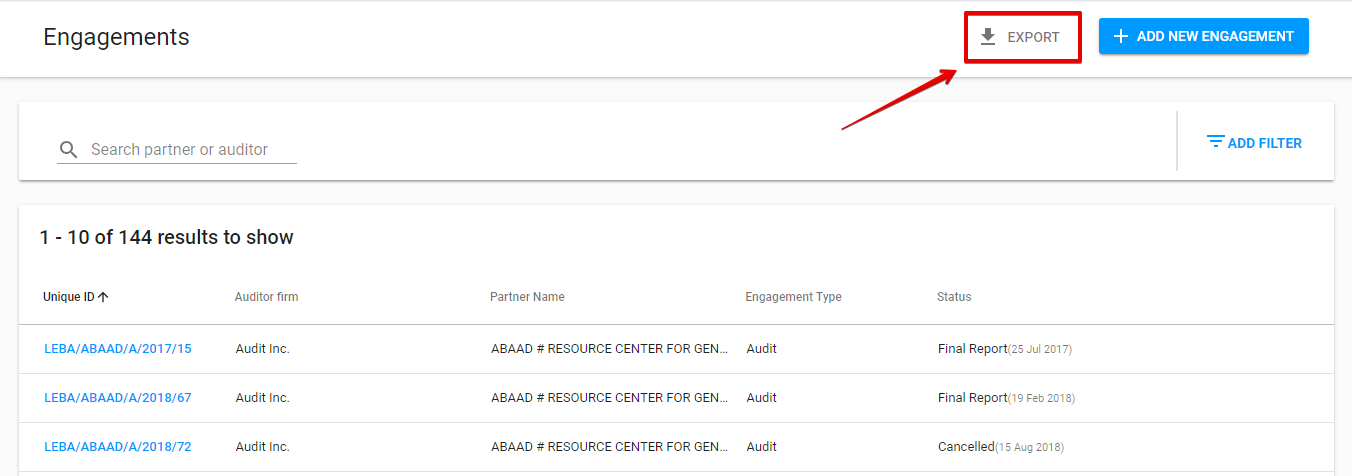 Engagements
EXPORT
ADD NEW ENGAGEMENT
Search partner or auditor
ADD FILTER
1 - 10 of 144 results to show
Unique ID Auditor firm Partner Name Engagement Type Status
LEBA/ABAAD/A/2017/15 Audit Inc. ABAAD # RESOURCE CENTER FOR GEN... Audit Final Report(25 Jul 2017)
LEBA/ABAAD/A/2018/67 Audit Inc. ABAAD # RESOURCE CENTER FOR GEN... Audit Final Report(19 Feb 2018)
LEBA/ABAAD/A/2018/72 Audit Inc. ABAAD # RESOURCE CENTER FOR GEN... Audit Cancelled(15 Aug 2018)